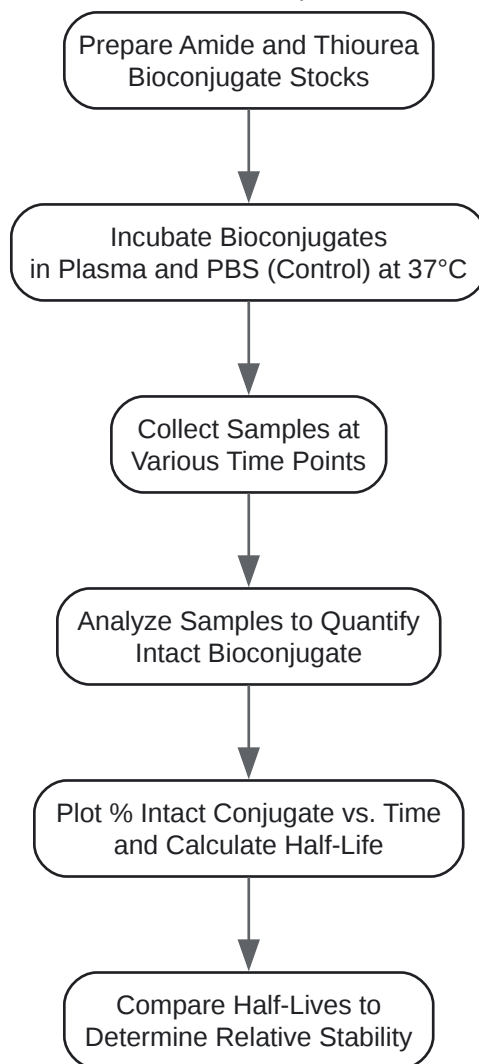 Prepare Amide and Thiourea
Bioconjugate Stocks
Incubate Bioconjugates
in Plasma and PBS (Control) at 37°C
Collect Samples at
Various Time Points
Analyze Samples to Quantify
Intact Bioconjugate
Plot % Intact Conjugate vs. Time
and Calculate Half-Life
Compare Half-Lives to
Determine Relative Stability